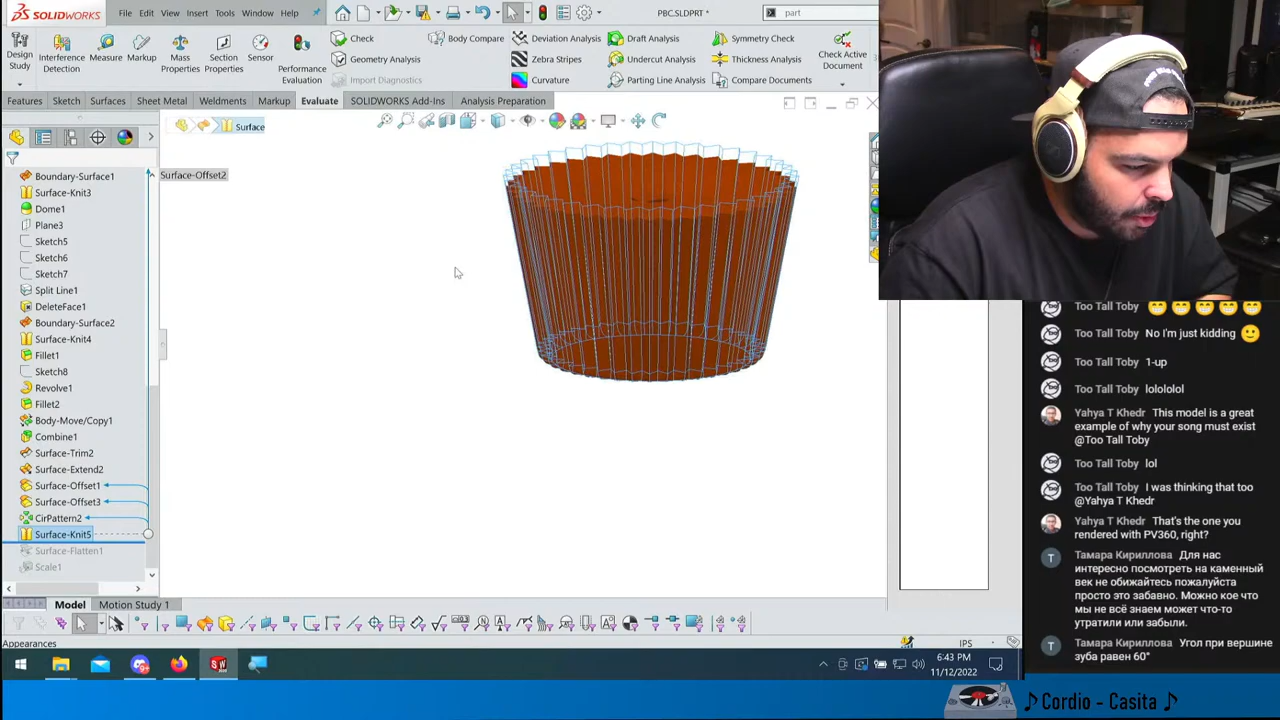 SOLIDWORKS
File
Edit
View
Insert
Tools
Window
Help
PBC.SLDPRT
part
Design Study
Interference Detection
Measure
Markup
Mass Properties
Section Properties
Sensor
Performance Evaluation
Check
Geometry Analysis
Import Diagnostics
Body Compare
Deviation Analysis
Zebra Stripes
Curvature
Draft Analysis
Undercut Analysis
Parting Line Analysis
Symmetry Check
Thickness Analysis
Compare Documents
Check Active Document
Features
Sketch
Surfaces
Sheet Metal
Weldments
Markup
Evaluate
SOLIDWORKS Add-Ins
Analysis Preparation
Surface
Surface-Offset2
Boundary-Surface1
Surface-Knit3
Dome1
Plane3
Sketch5
Sketch6
Sketch7
Split Line1
DeleteFace1
Boundary-Surface2
Surface-Knit4
Fillet1
Sketch8
Revolve1
Fillet2
Body-Move/Copy1
Combine1
Surface-Trim2
Surface-Extend2
Surface-Offset1
Surface-Offset3
CirPattern2
Surface-Knit5
Surface-Flatten1
Scale1
Model
Motion Study 1
Appearances
IPS
6:43 PM
11/12/2022
Too Tall Toby
Too Tall Toby No I'm just kidding
Too Tall Toby 1-up
Too Tall Toby lolololol
Yahya T Khedr This model is a great
example of why your song must exist
@Too Tall Toby
Too Tall Toby lol
Too Tall Toby I was thinking that too
@Yahya T Khedr
Yahya T Khedr That's the one you
rendered with PV360, right?
Тамара Кириллова Для нас
интересно посмотреть на каменный
век не обижайтесь пожалуйста
просто это забавно. Можно кое что
мы не всё знаем может что-то
утратили или забыли.
Тамара Кириллова Угол при вершине
зуба равен 60°
♪ Cordio - Casita ♪